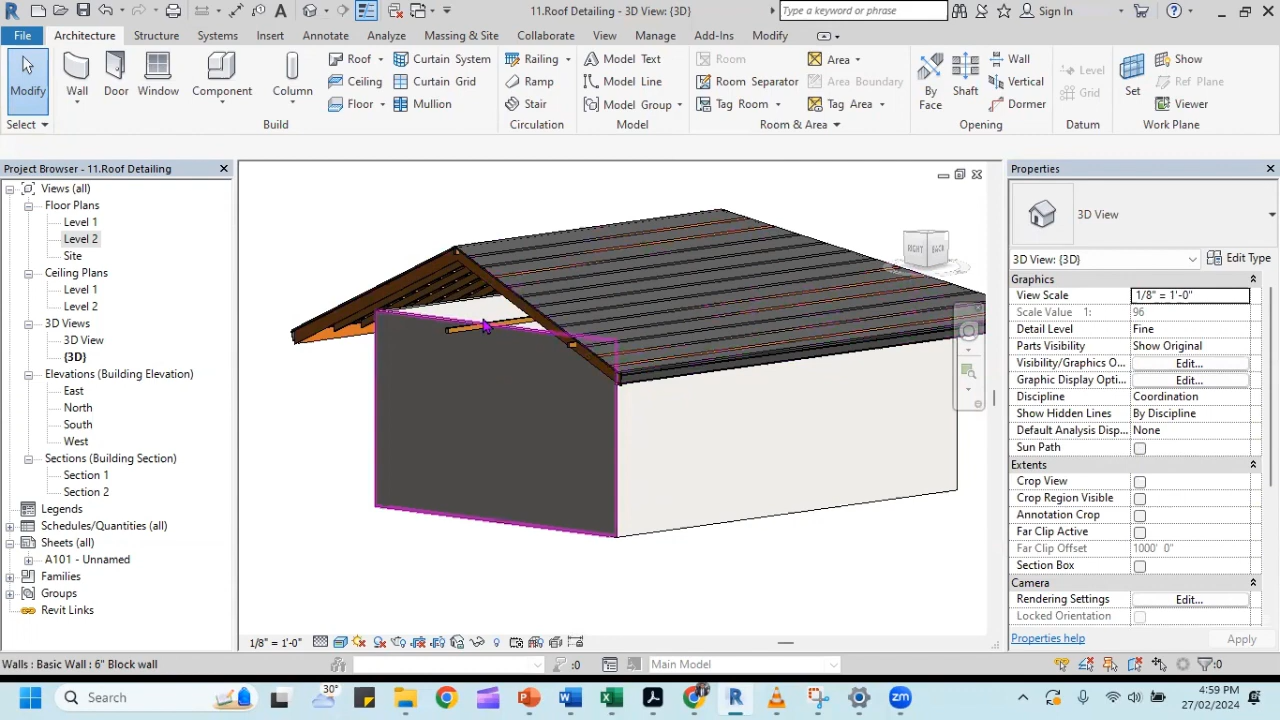 11.Roof Detailing - 3D View: {3D}
Type a keyword or phrase
Sign In
File Architecture Structure Systems Insert Annotate Analyze Massing & Site Collaborate View Manage Add-Ins Modify
Modify
Wall
Door
Window
Component
Column
Roof
Ceiling
Floor
Curtain System
Curtain Grid
Mullion
Railing
Ramp
Stair
Model Text
Model Line
Model Group
Room
Room Separator
Tag Room
Area
Area Boundary
Tag Area
By Face
Shaft
Wall
Vertical
Dormer
Level
Grid
Set
Show
Ref Plane
Viewer
Select Build Circulation Model Room & Area Opening Datum Work Plane
Project Browser - 11.Roof Detailing
Views (all)
Floor Plans
Level 1
Level 2
Site
Ceiling Plans
Level 1
Level 2
3D Views
3D View
{3D}
Elevations (Building Elevation)
East
North
South
West
Sections (Building Section)
Section 1
Section 2
Legends
Schedules/Quantities (all)
Sheets (all)
A101 - Unnamed
Families
Groups
Revit Links
RIGHT BACK
1/8" = 1'-0"
Properties
3D View
3D View: {3D} Edit Type
Graphics
View Scale 1/8" = 1'-0"
Scale Value 1: 96
Detail Level Fine
Parts Visibility Show Original
Visibility/Graphics O... Edit...
Graphic Display Opti... Edit...
Discipline Coordination
Show Hidden Lines By Discipline
Default Analysis Disp... None
Sun Path
Extents
Crop View
Crop Region Visible
Annotation Crop
Far Clip Active
Far Clip Offset 1000' 0"
Section Box
Camera
Rendering Settings Edit...
Locked Orientation
Properties help Apply
Walls : Basic Wall : 6" Block wall :0 Main Model :0
Search 30° 4:59 PM
27/02/2024